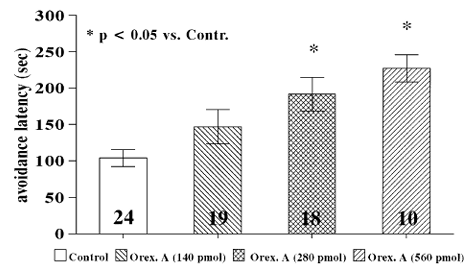 300
* p < 0.05 vs. Contr.
*
*
250
200
150
100
50
0
avoidance latency (sec)
24 19 18 10
Control Orex. A (140 pmol) Orex. A (280 pmol) Orex. A (560 pmol)